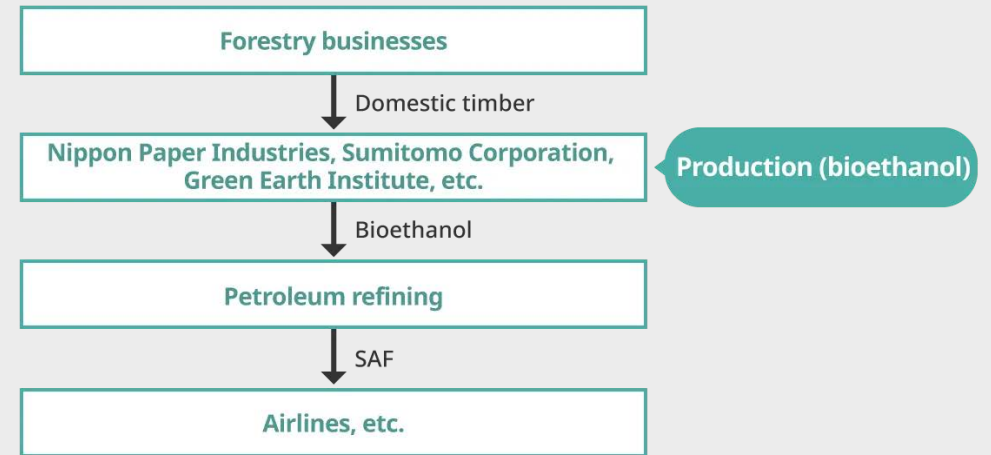 Forestry businesses
Domestic timber
Nippon Paper Industries, Sumitomo Corporation,
Green Earth Institute, etc.
Production (bioethanol)
Bioethanol
Petroleum refining
SAF
Airlines, etc.